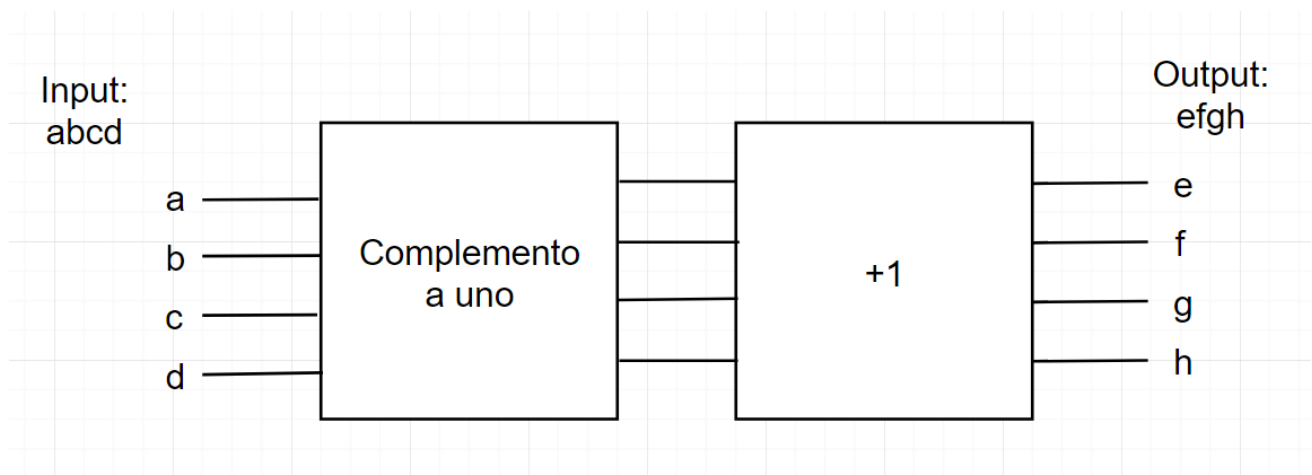 Input:
abcd
a
b
c
d
Complemento
a uno
+1
Output:
efgh
e
f
g
h